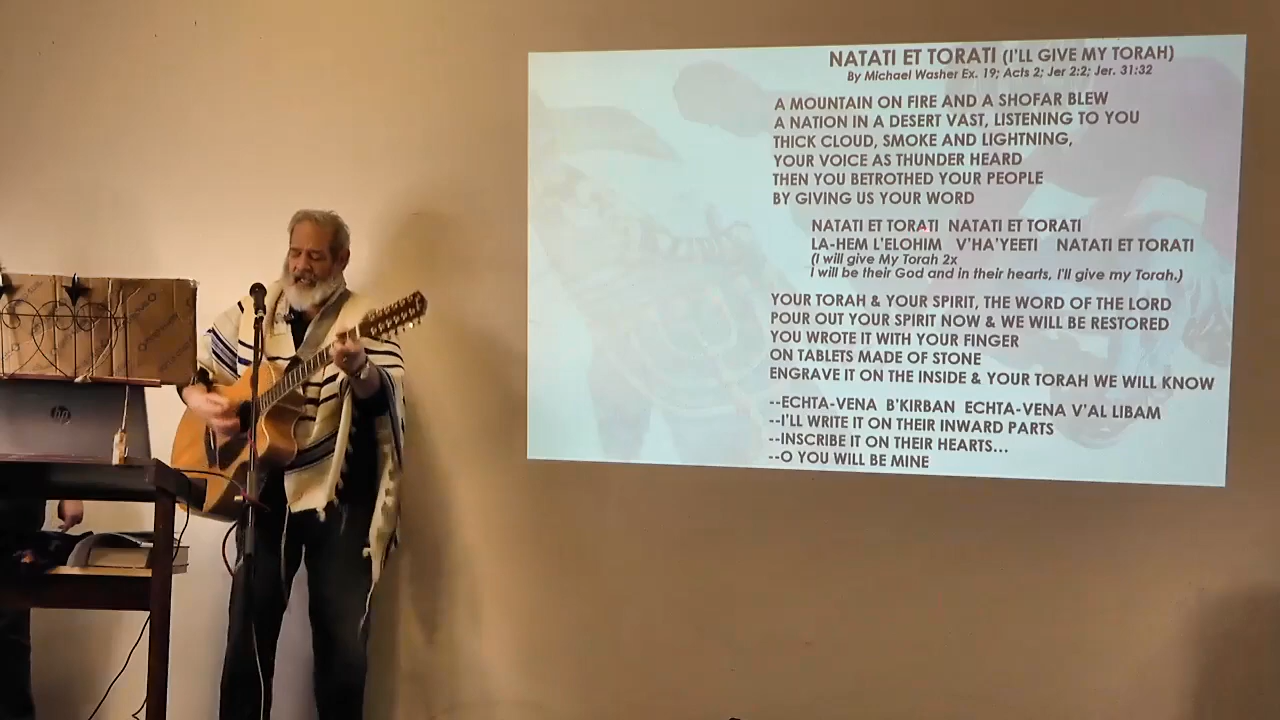 NATATI ET TORATI (I'LL GIVE MY TORAH)
By Michael Washer Ex. 19; Acts 2; Jer 2:2; Jer. 31:32
A MOUNTAIN ON FIRE AND A SHOFAR BLEW
A NATION IN A DESERT VAST, LISTENING TO YOU
THICK CLOUD, SMOKE AND LIGHTNING,
YOUR VOICE AS THUNDER HEARD
THEN YOU BETROTHED YOUR PEOPLE
BY GIVING US YOUR WORD
NATATI ET TORATI NATATI ET TORATI
LA-HEM L'ELOHIM V'HA'YEETI NATATI ET TORATI
(I will give My Torah 2x
I will be their God and in their hearts, I'll give my Torah.)
YOUR TORAH & YOUR SPIRIT, THE WORD OF THE LORD
POUR OUT YOUR SPIRIT NOW & WE WILL BE RESTORED
YOU WROTE IT WITH YOUR FINGER
ON TABLETS MADE OF STONE
ENGRAVE IT ON THE INSIDE & YOUR TORAH WE WILL KNOW
--ECHTA-VENA B'KIRBAN ECHTA-VENA V'AL LIBAM
--I'LL WRITE IT ON THEIR INWARD PARTS
--INSCRIBE IT ON THEIR HEARTS...
--O YOU WILL BE MINE
hp